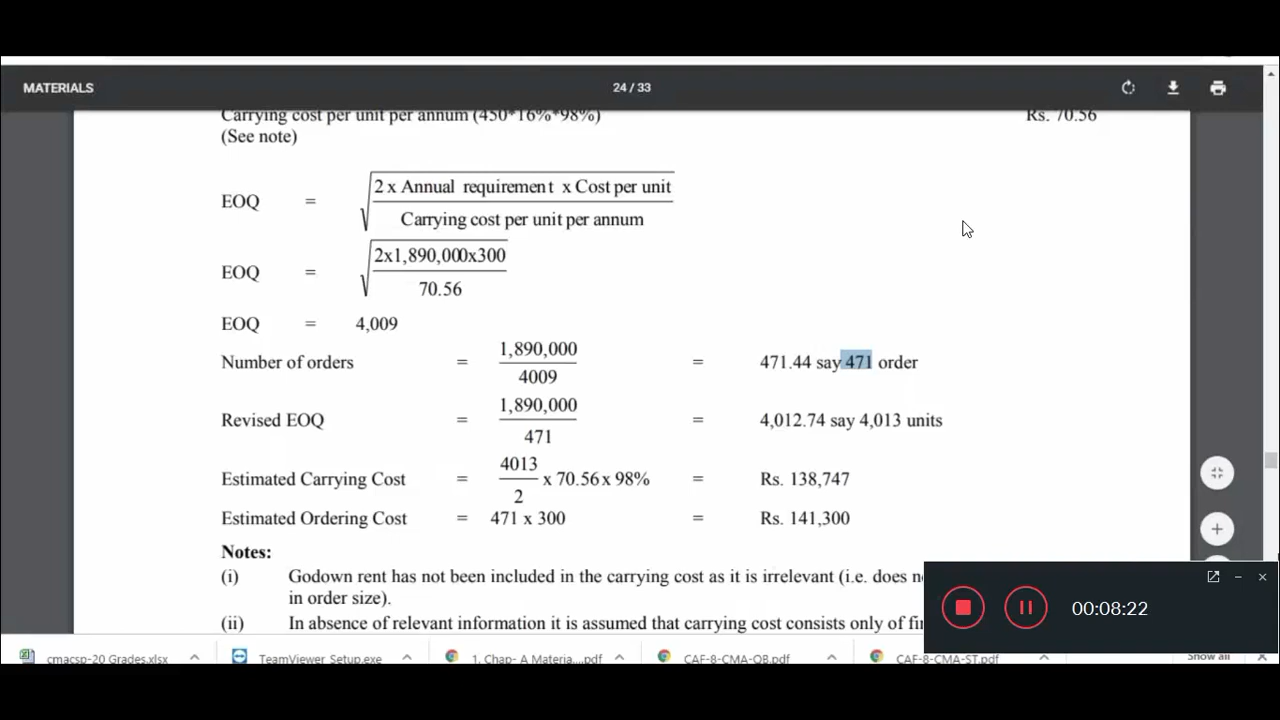 MATERIALS 24 / 33
Carrying cost per unit per annum (450*16%*98%) Rs. 70.56
(See note)
EOQ = √ 2 x Annual requirement x Cost per unit
Carrying cost per unit per annum
EOQ = √ 2x1,890,000x300
70.56
EOQ = 4,009
Number of orders = 1,890,000 / 4009 = 471.44 say 471 order
Revised EOQ = 1,890,000 / 471 = 4,012.74 say 4,013 units
Estimated Carrying Cost = 4013 / 2 x 70.56 x 98% = Rs. 138,747
Estimated Ordering Cost = 471 x 300 = Rs. 141,300
Notes:
(i) Godown rent has not been included in the carrying cost as it is irrelevant (i.e. does
in order size).
(ii) In absence of relevant information it is assumed that carrying cost consists only of
00:08:22
cmacsp-20 Grades.xlsx TeamViewer Setup.exe 1. Chap- A Materia....pdf CAF-8-CMA-QB.pdf CAF-8-CMA-ST.pdf Show all